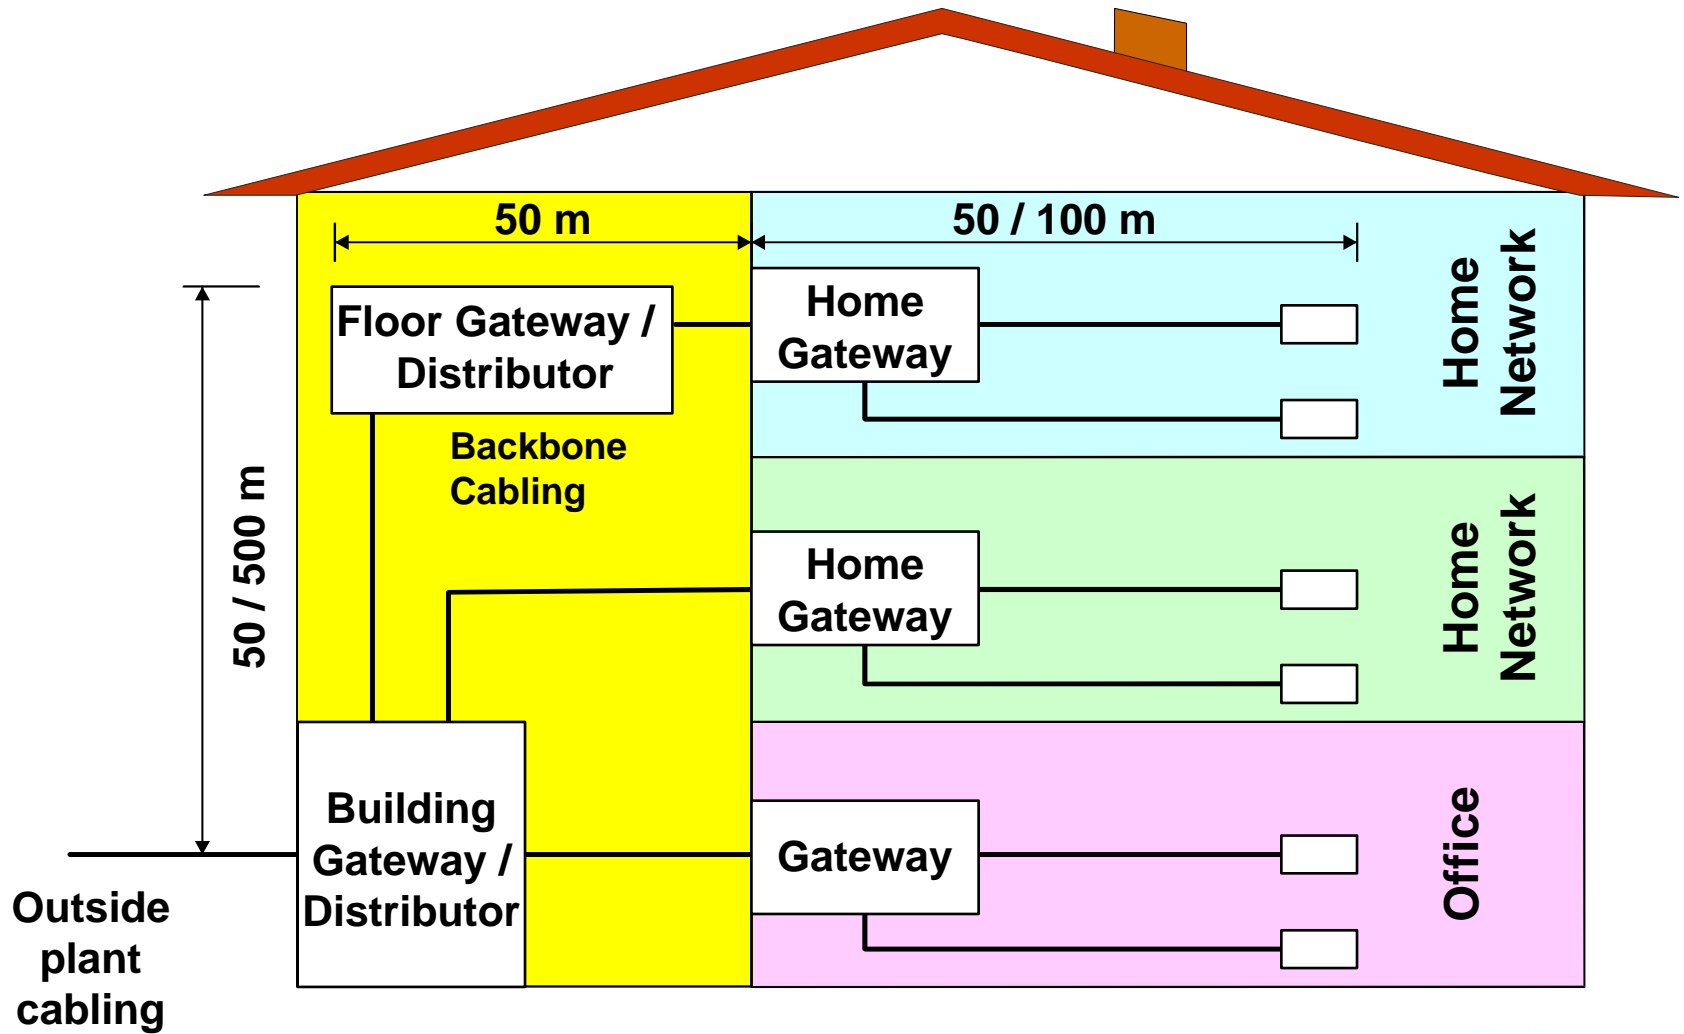 50 m
50 / 100 m
Floor Gateway /
Distributor
Home
Gateway
Home
Network
Backbone
Cabling
50 / 500 m
Home
Gateway
Home
Network
Building
Gateway /
Distributor
Gateway
Office
Outside
plant
cabling